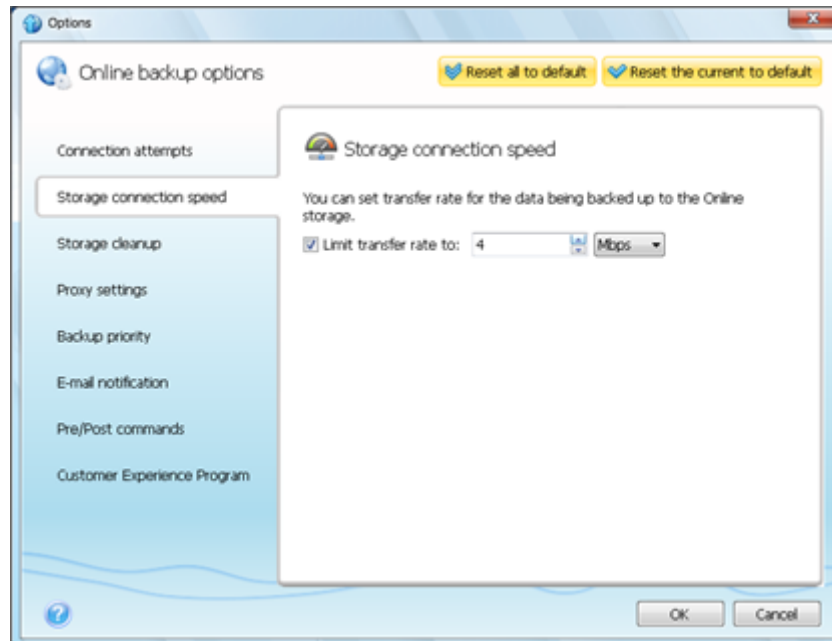 Options
Online backup options
Reset all to default
Reset the current to default
Connection attempts
Storage connection speed
Storage cleanup
Proxy settings
Backup priority
E-mail notification
Pre/Post commands
Customer Experience Program
Storage connection speed
You can set transfer rate for the data being backed up to the Online
storage.
Limit transfer rate to: 4 Mbps
OK
Cancel